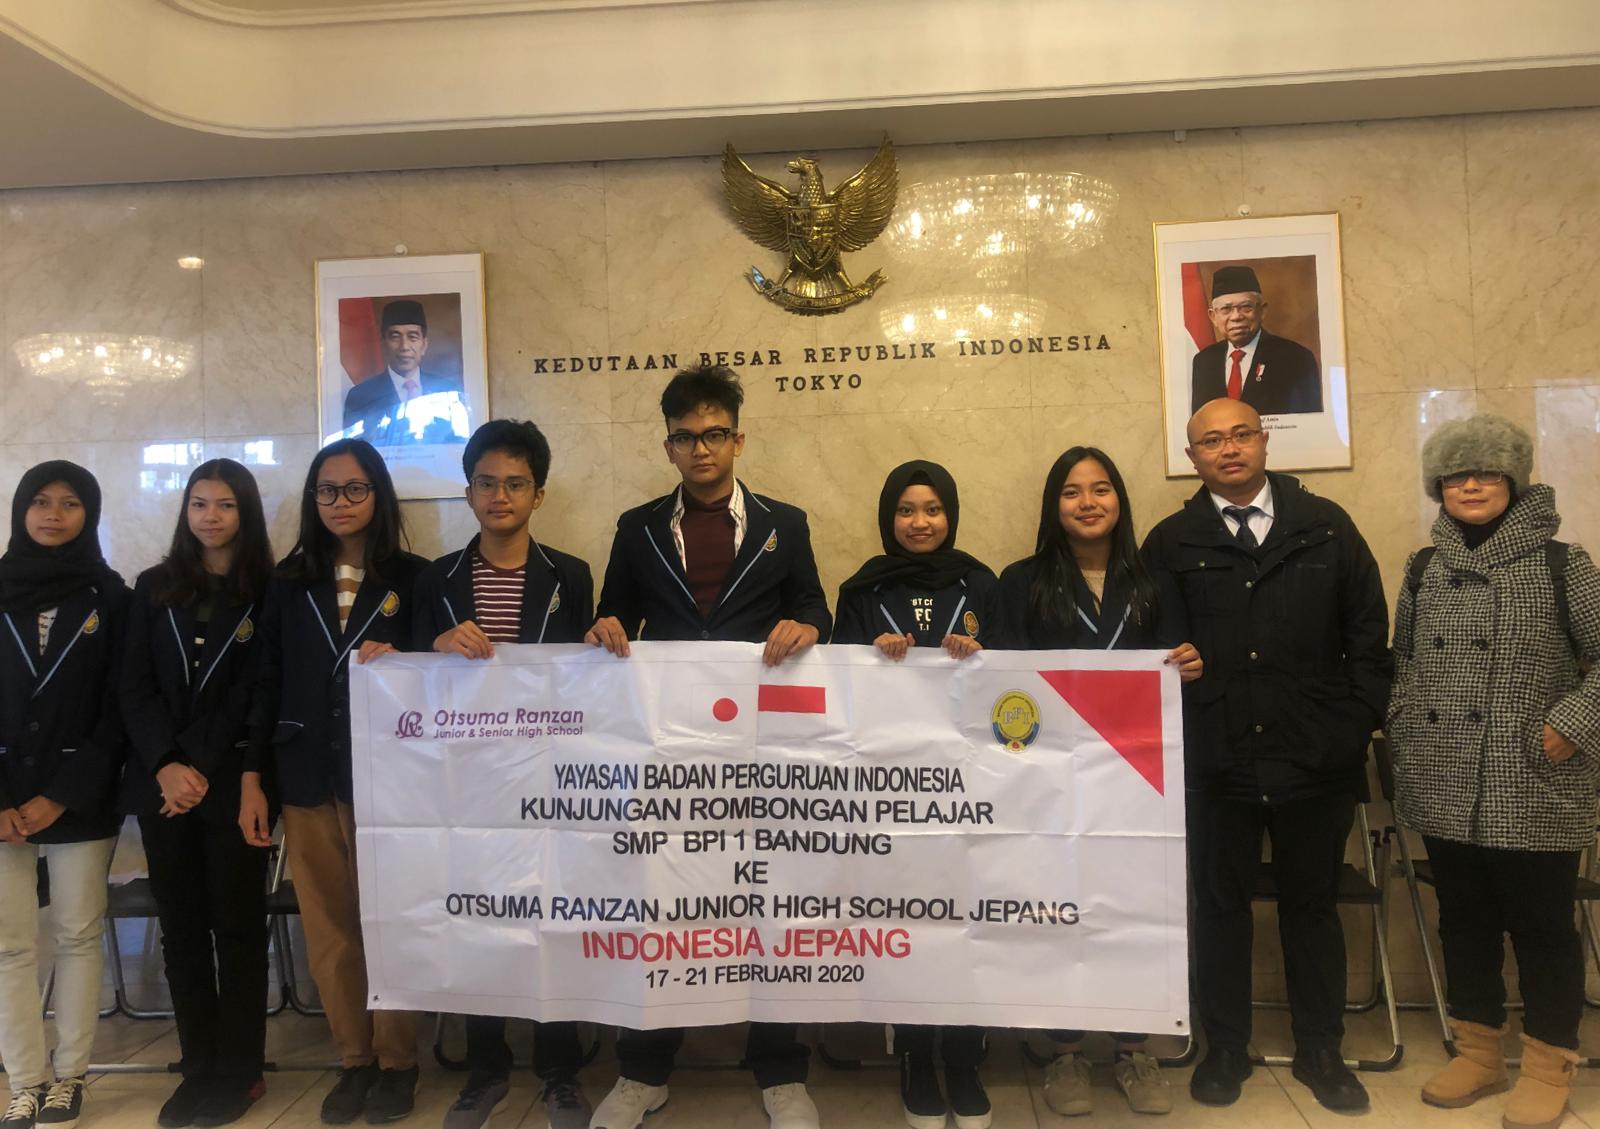 KEDUTAAN BESAR REPUBLIK INDONESIA
TOKYO
Otsuma Ranzan
Junior & Senior High School
BPI
YAYASAN BADAN PERGURUAN INDONESIA
KUNJUNGAN ROMBONGAN PELAJAR
SMP BPI 1 BANDUNG
KE
OTSUMA RANZAN JUNIOR HIGH SCHOOL JEPANG
INDONESIA JEPANG
17 - 21 FEBRUARI 2020